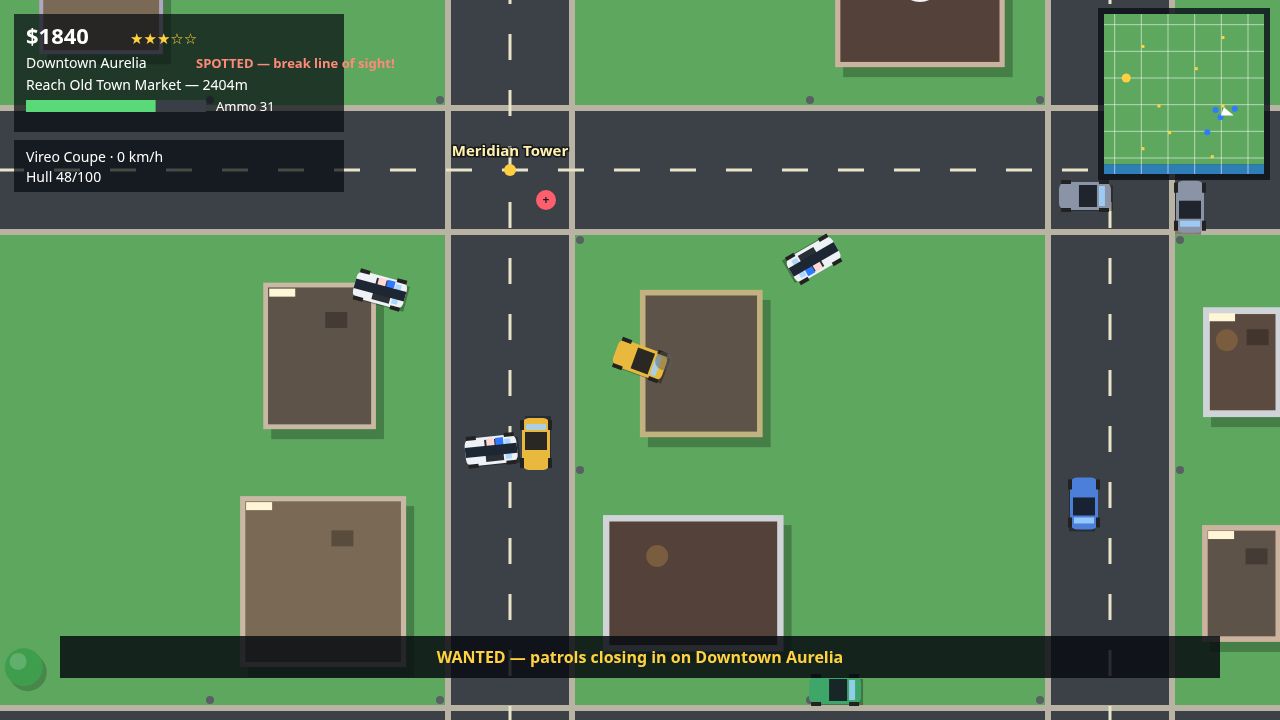 $1840 ★★★☆☆
Downtown Aurelia SPOTTED — break line of sight!
Reach Old Town Market — 2404m
Ammo 31
Vireo Coupe · 0 km/h
Hull 48/100
Meridian Tower
+
WANTED — patrols closing in on Downtown Aurelia